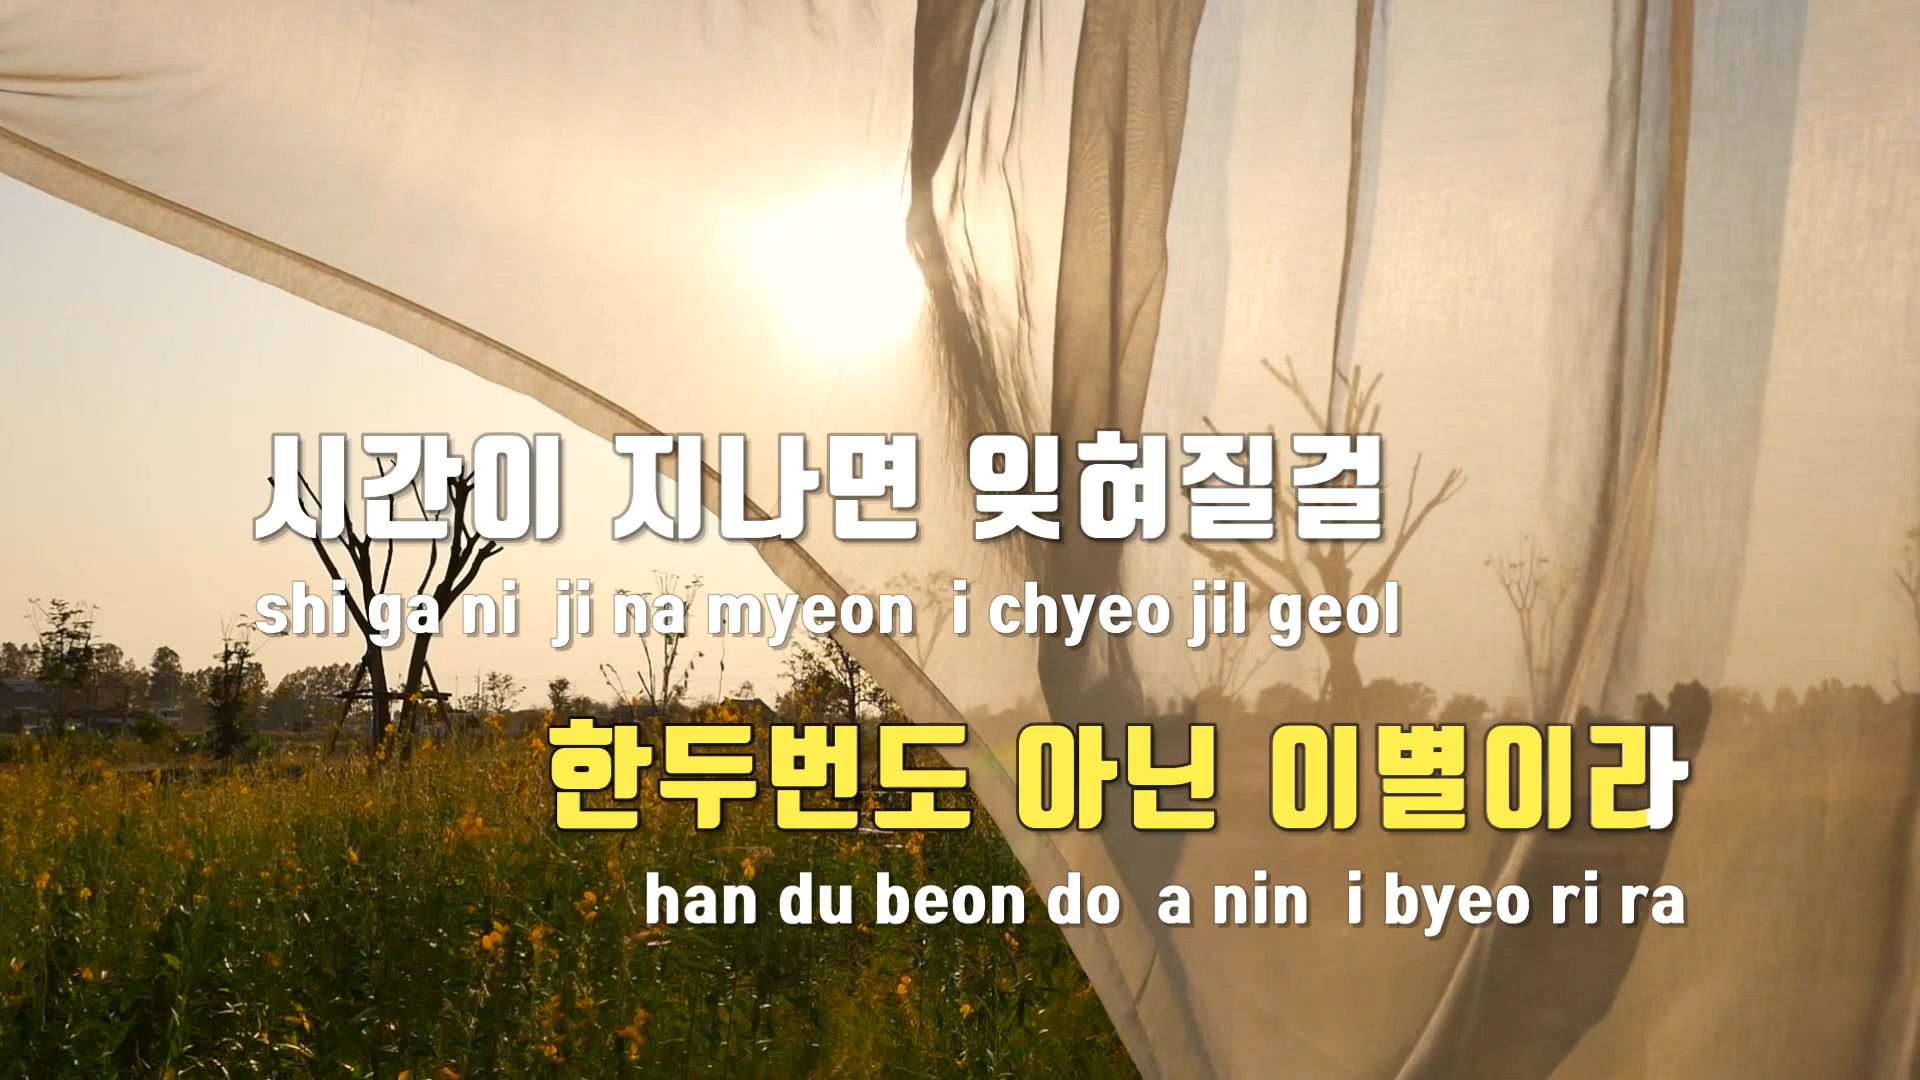 시간이 지나면 잊혀질걸
shi ga ni ji na myeon i chyeo jil geol
한두번도 아닌 이별이라
han du beon do a nin i byeo ri ra